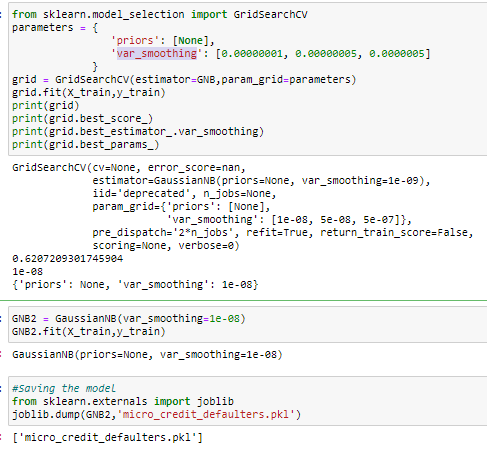 from sklearn.model_selection import GridSearchCV
parameters = {
              'priors': [None],
              'var_smoothing': [0.00000001, 0.00000005, 0.0000005]
           }
grid = GridSearchCV(estimator=GNB,param_grid=parameters)
grid.fit(X_train,y_train)
print(grid)
print(grid.best_score_)
print(grid.best_estimator_.var_smoothing)
print(grid.best_params_)
GridSearchCV(cv=None, error_score=nan,
             estimator=GaussianNB(priors=None, var_smoothing=1e-09),
             iid='deprecated', n_jobs=None,
             param_grid={'priors': [None],
                         'var_smoothing': [1e-08, 5e-08, 5e-07]},
             pre_dispatch='2*n_jobs', refit=True, return_train_score=False,
             scoring=None, verbose=0)
0.6207209301745904
1e-08
{'priors': None, 'var_smoothing': 1e-08}
GNB2 = GaussianNB(var_smoothing=1e-08)
GNB2.fit(X_train,y_train)
GaussianNB(priors=None, var_smoothing=1e-08)
#Saving the model
from sklearn.externals import joblib
joblib.dump(GNB2,'micro_credit_defaulters.pkl')
['micro_credit_defaulters.pkl']